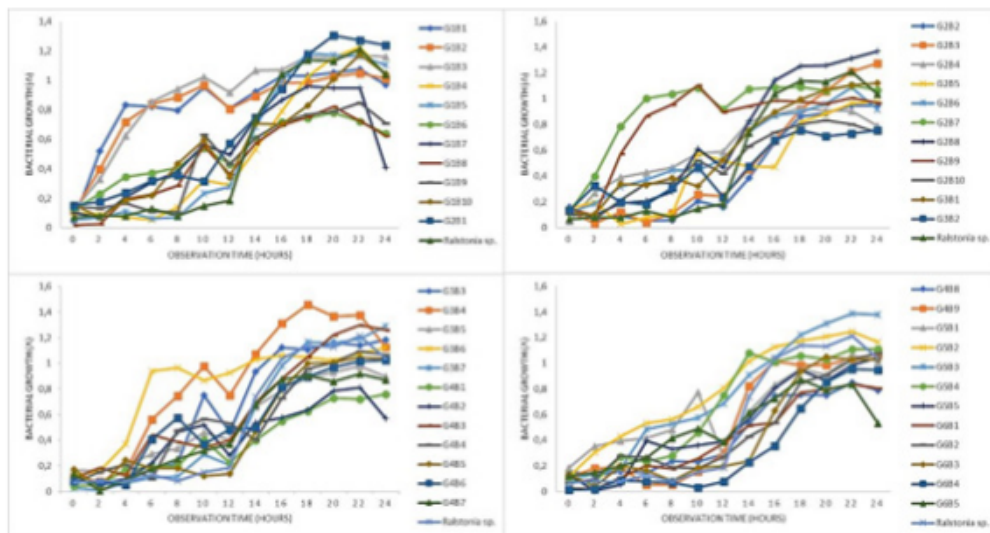 BACTERIAL GROWTH(A)
1,4
1,2
1
0,8
0,6
0,4
0,2
0
0 2 4 6 8 10 12 14 16 18 20 22 24
OBSERVATION TIME (HOURS)
G1B1
G1B2
G1B3
G1B4
G1B5
G1B6
G1B7
G1B8
G1B9
G1B10
G2B1
Ralstonia sp.
BACTERIAL GROWTH(A)
1,6
1,4
1,2
1
0,8
0,6
0,4
0,2
0
0 2 4 6 8 10 12 14 16 18 20 22 24
OBSERVATION TIME (HOURS)
G2B2
G2B3
G2B4
G2B5
G2B6
G2B7
G2B8
G2B9
G2B10
G3B1
G3B2
Ralstonia sp.
BACTERIAL GROWTH(A)
1,6
1,4
1,2
1
0,8
0,6
0,4
0,2
0
0 2 4 6 8 10 12 14 16 18 20 22 24
OBSERVATION TIME (HOURS)
G3B3
G3B4
G3B5
G3B6
G4B1
G4B2
G4B3
G4B4
G4B5
G4B6
G4B7
Ralstonia sp.
BACTERIAL GROWTH(A)
1,6
1,4
1,2
1
0,8
0,6
0,4
0,2
0
0 2 4 6 8 10 12 14 16 18 20 22 24
OBSERVATION TIME (HOURS)
G4B8
G4B9
G5B1
G5B2
G5B3
G5B4
G5B5
G6B1
G6B2
G6B3
G6B4
G6B5
Ralstonia sp.